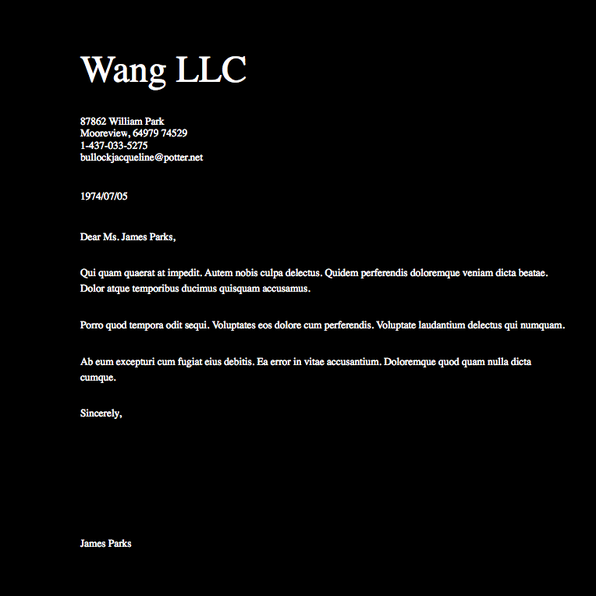 Wang LLC
87862 William Park
Mooreview, 64979 74529
1-437-033-5275
bullockjacqueline@potter.net
1974/07/05
Dear Ms. James Parks,
Qui quam quaerat at impedit. Autem nobis culpa delectus. Quidem perferendis doloremque veniam dicta beatae.
Dolor atque temporibus ducimus quisquam accusamus.
Porro quod tempora odit sequi. Voluptates eos dolore cum perferendis. Voluptate laudantium delectus qui numquam.
Ab eum excepturi cum fugiat eius debitis. Ea error in vitae accusantium. Doloremque quod quam nulla dicta
cumque.
Sincerely,
James Parks